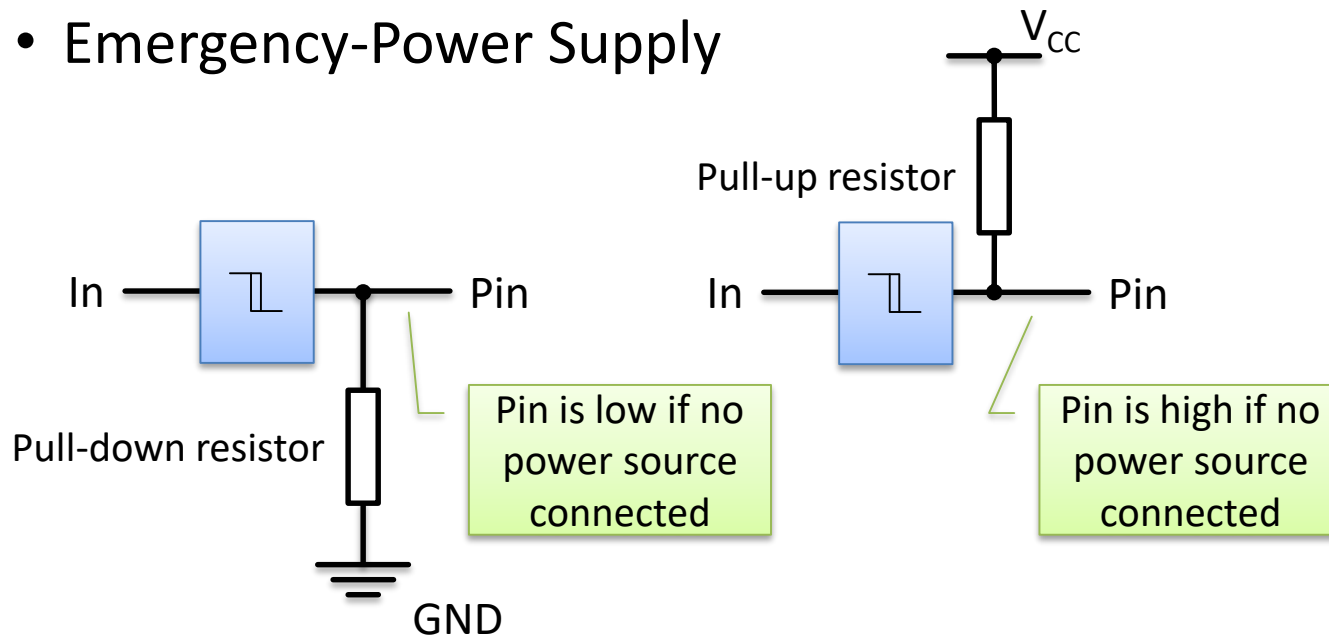 • Emergency-Power Supply
V_CC
Pull-up resistor
In
Pin
In
Pin
Pull-down resistor
Pin is low if no
power source
connected
Pin is high if no
power source
connected
GND